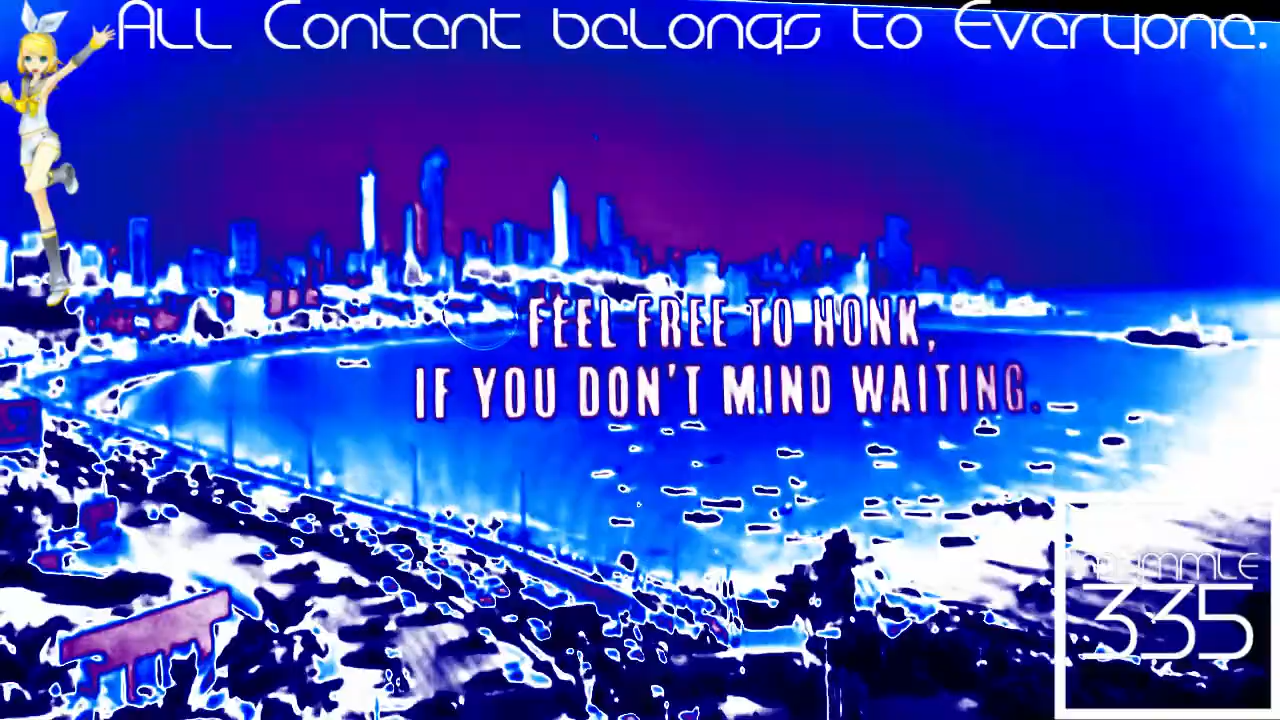 All Content belongs to Everyone.
FEEL FREE TO HONK,
IF YOU DON'T MIND WAITING.
335